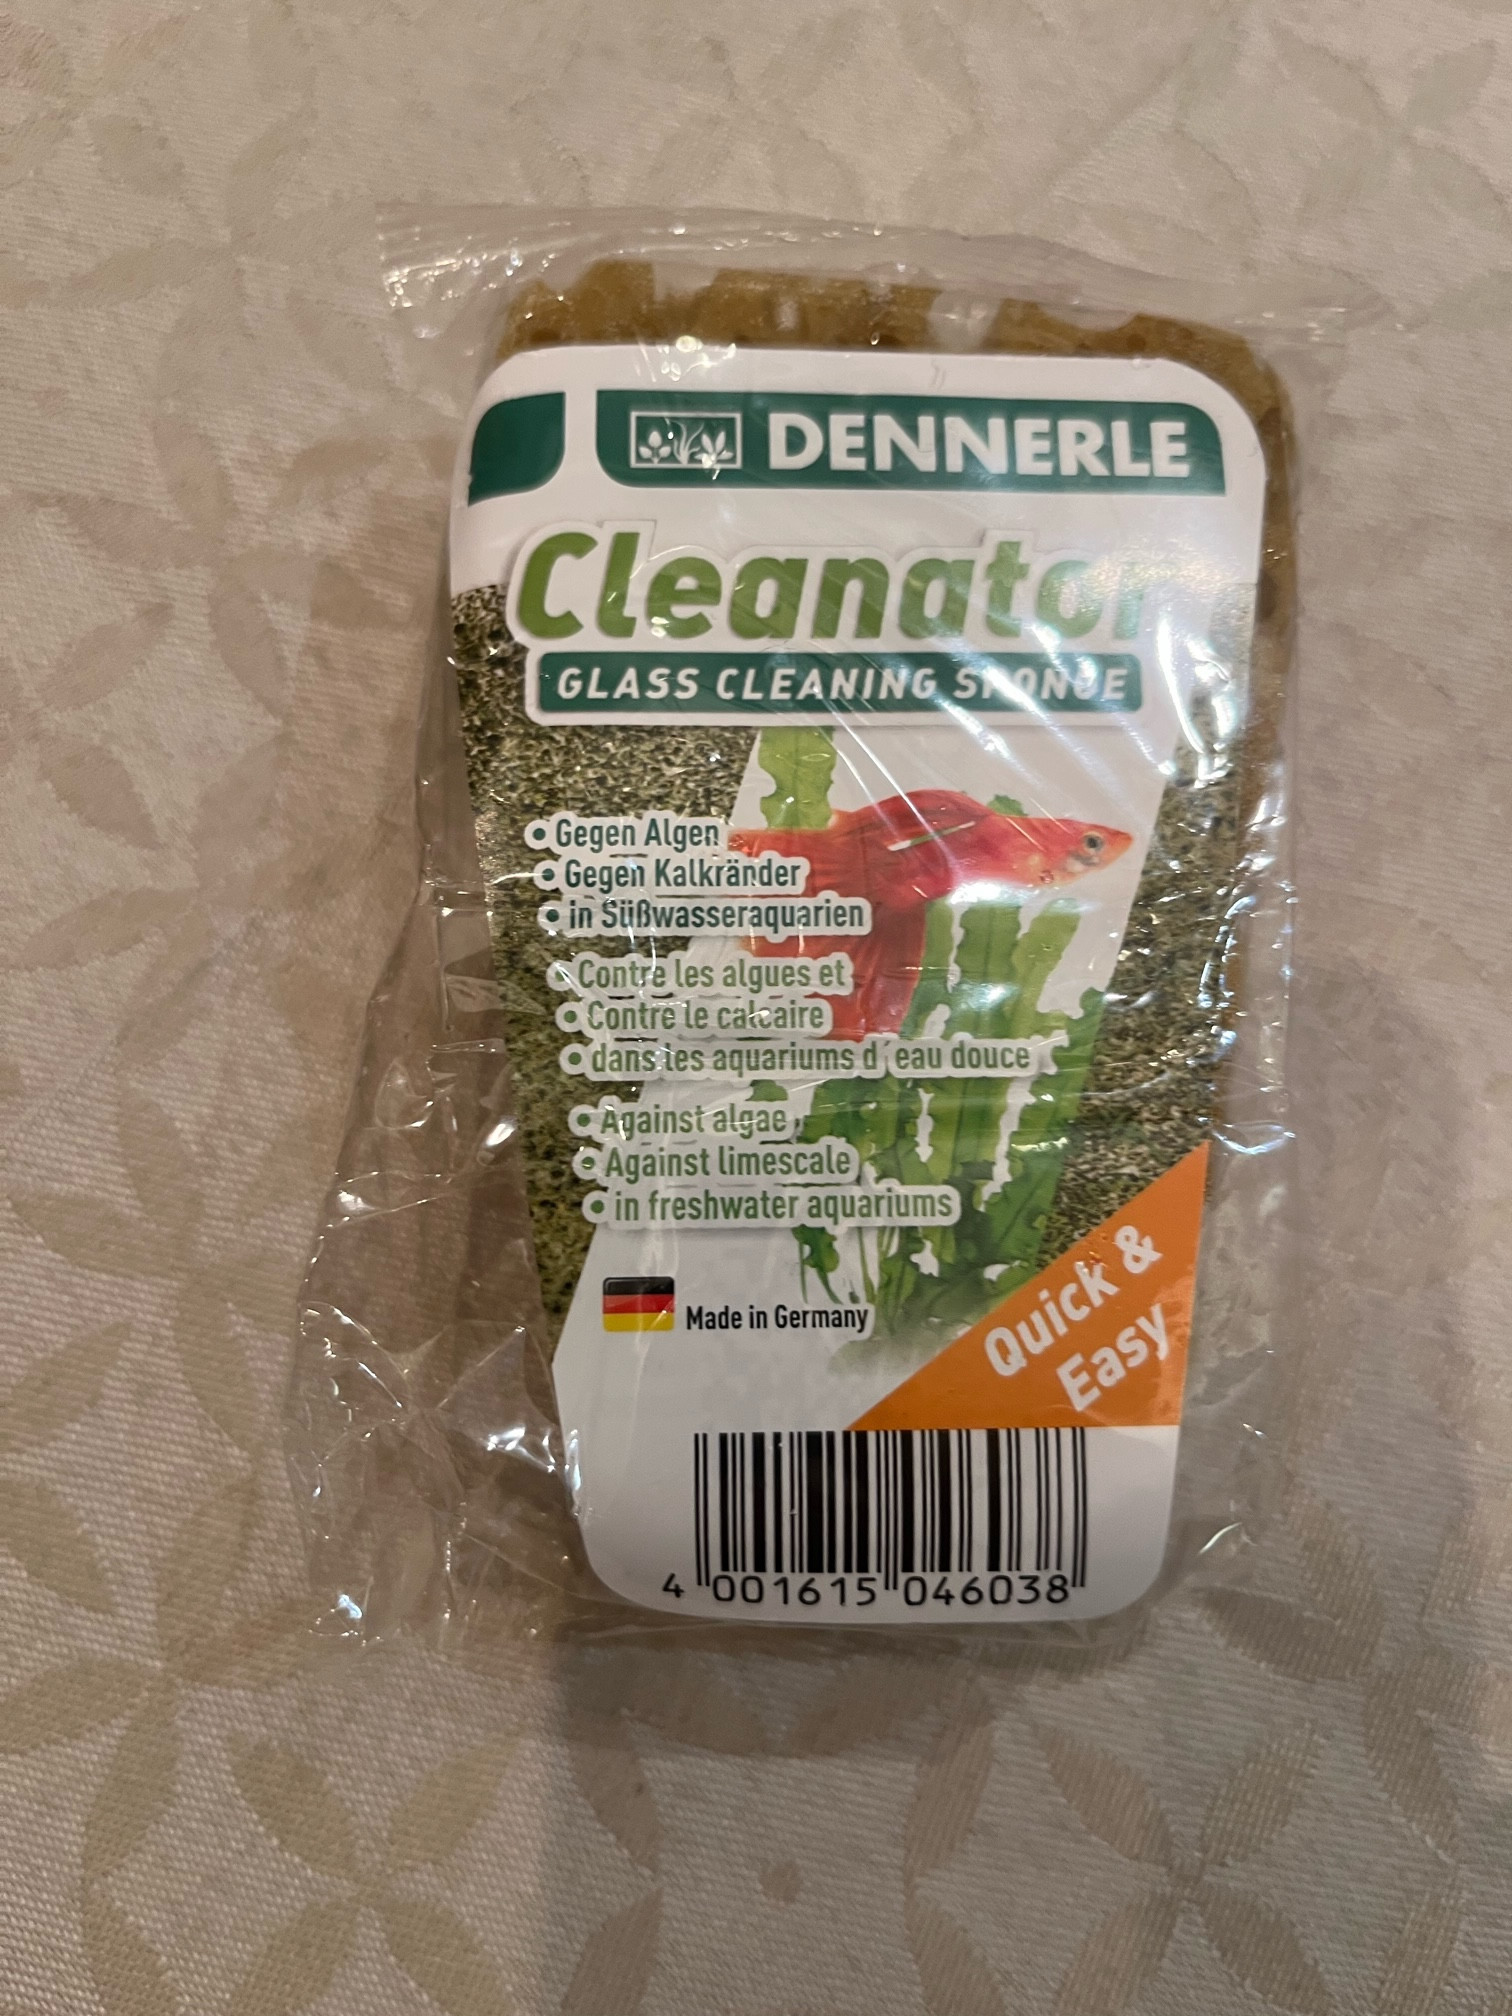 DENNERLE
Cleanator
GLASS CLEANING SPONGE
• Gegen Algen
• Gegen Kalkränder
• in Süßwasseraquarien
• Contre les algues et
• Contre le calcaire
• dans les aquariums d´eau douce
• Against algae
• Against limescale
• in freshwater aquariums
Made in Germany
Quick &
Easy
4 001615 046038